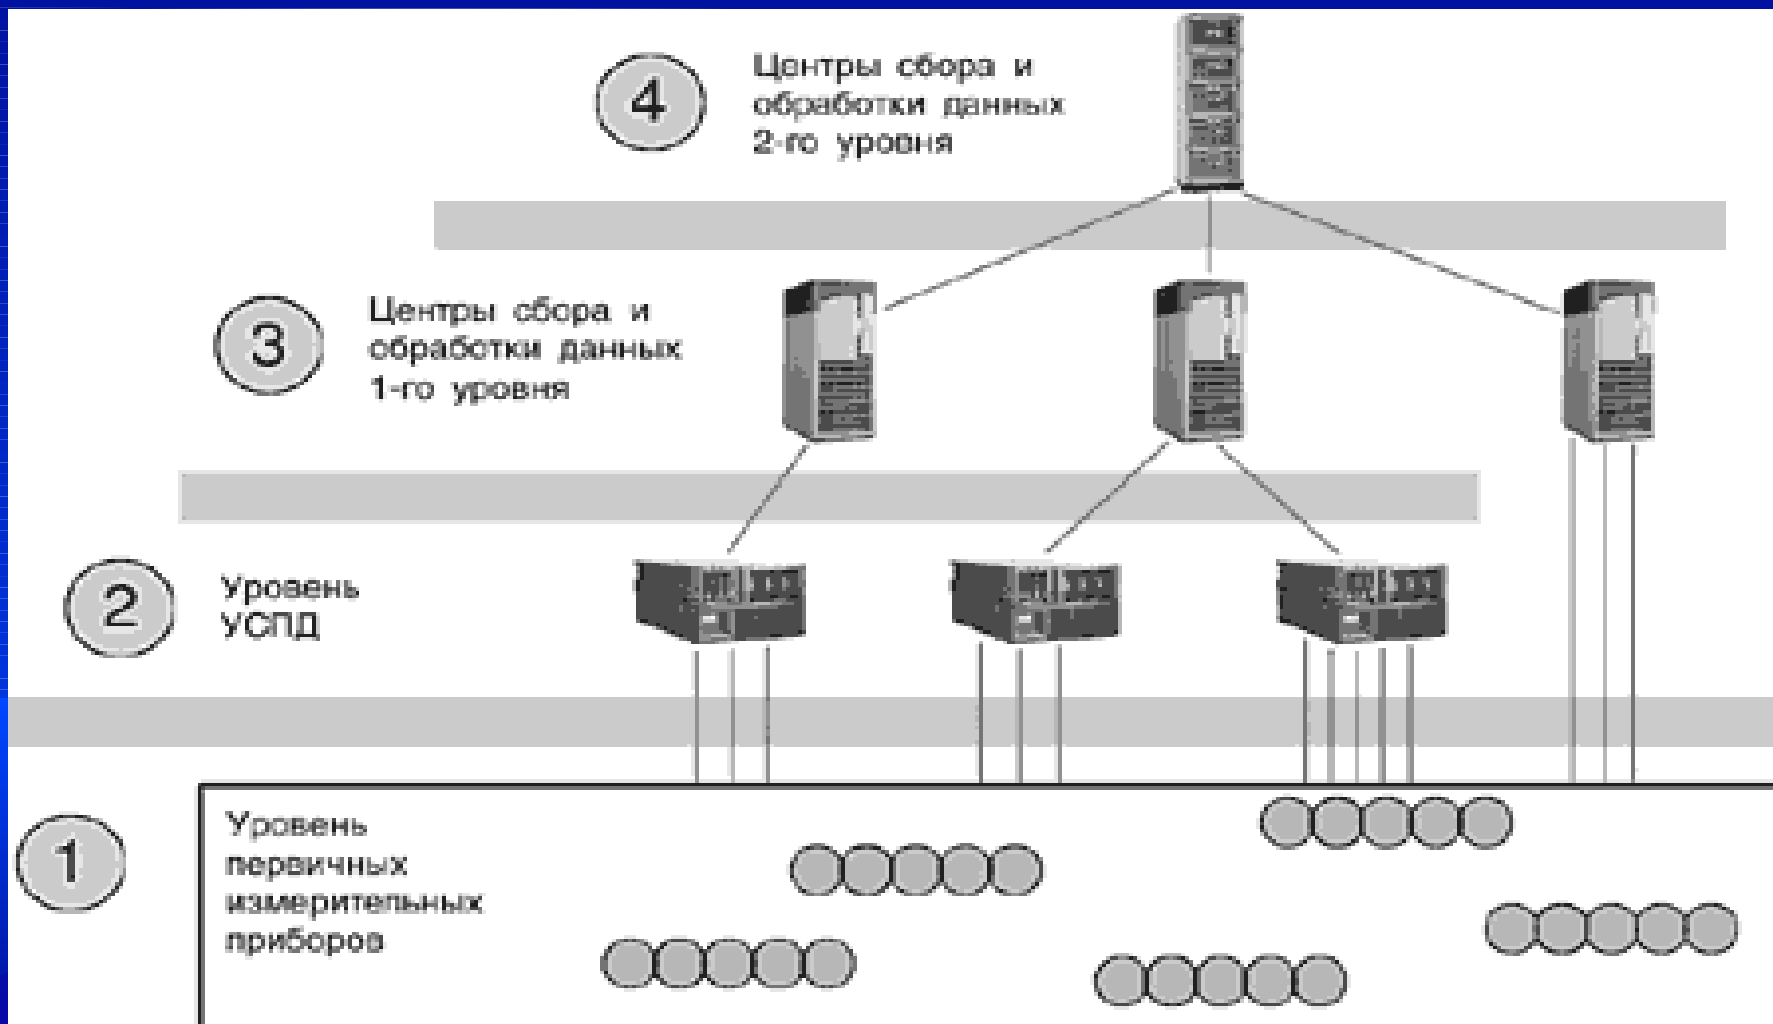 4
Центры сбора и
обработки данных
2-го уровня
3
Центры сбора и
обработки данных
1-го уровня
2
Уровень
УСПД
1
Уровень
первичных
измерительных
приборов